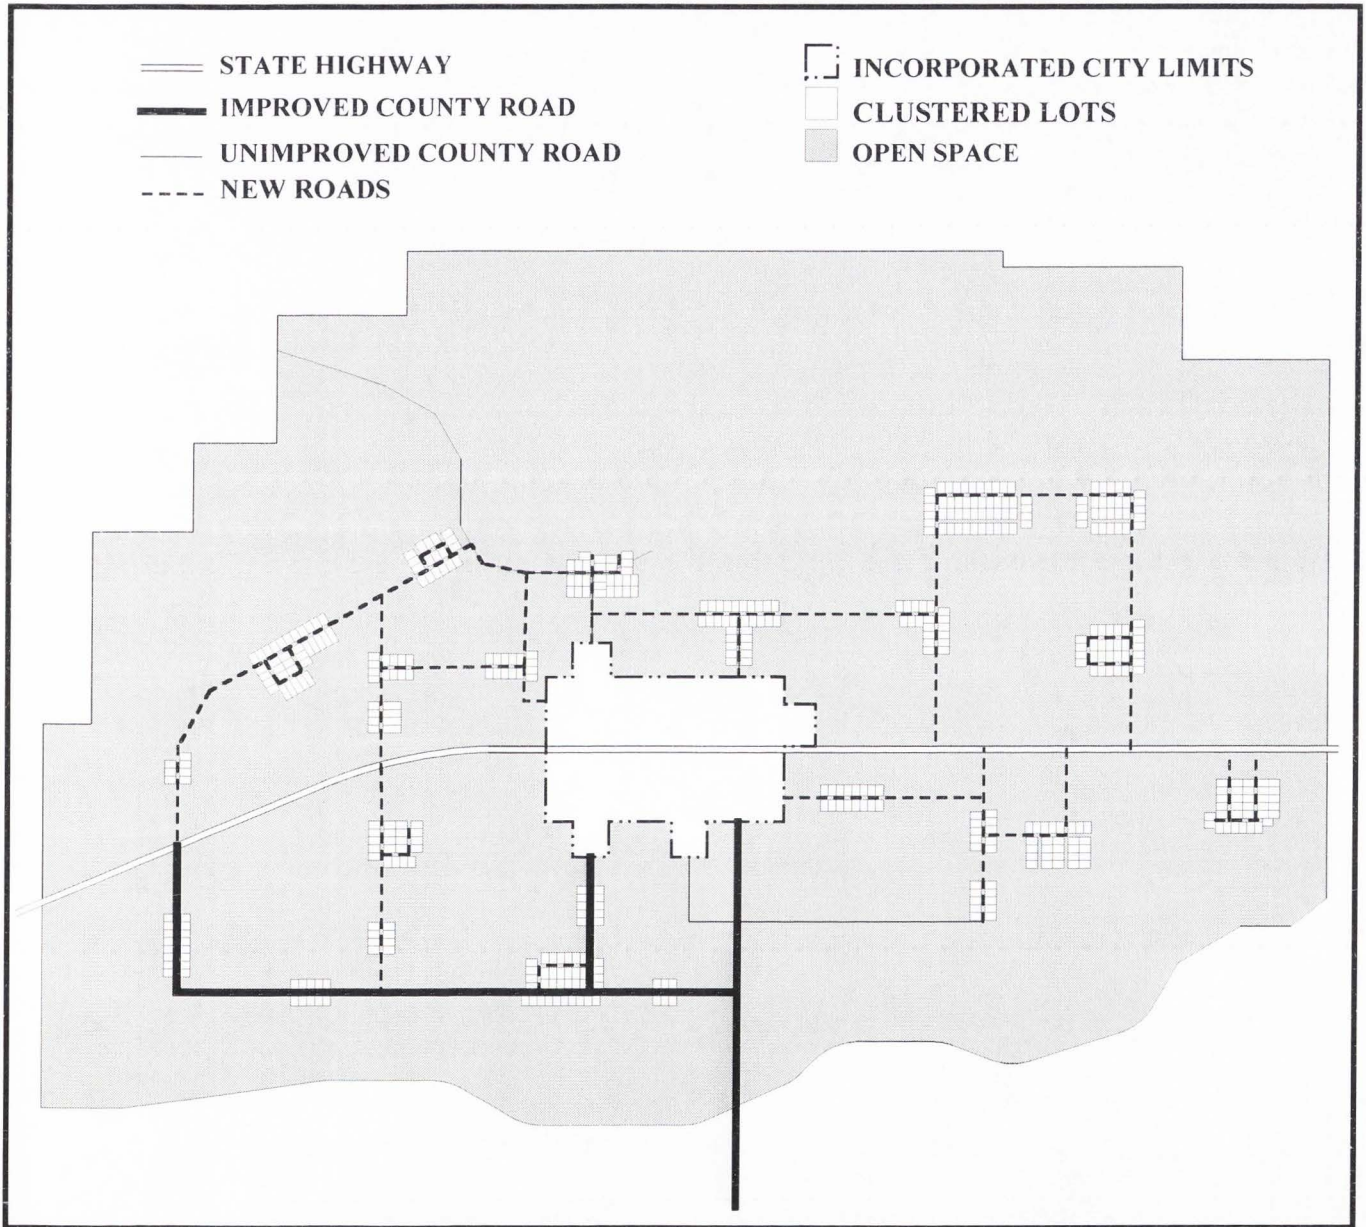 STATE HIGHWAY
IMPROVED COUNTY ROAD
UNIMPROVED COUNTY ROAD
NEW ROADS
INCORPORATED CITY LIMITS
CLUSTERED LOTS
OPEN SPACE